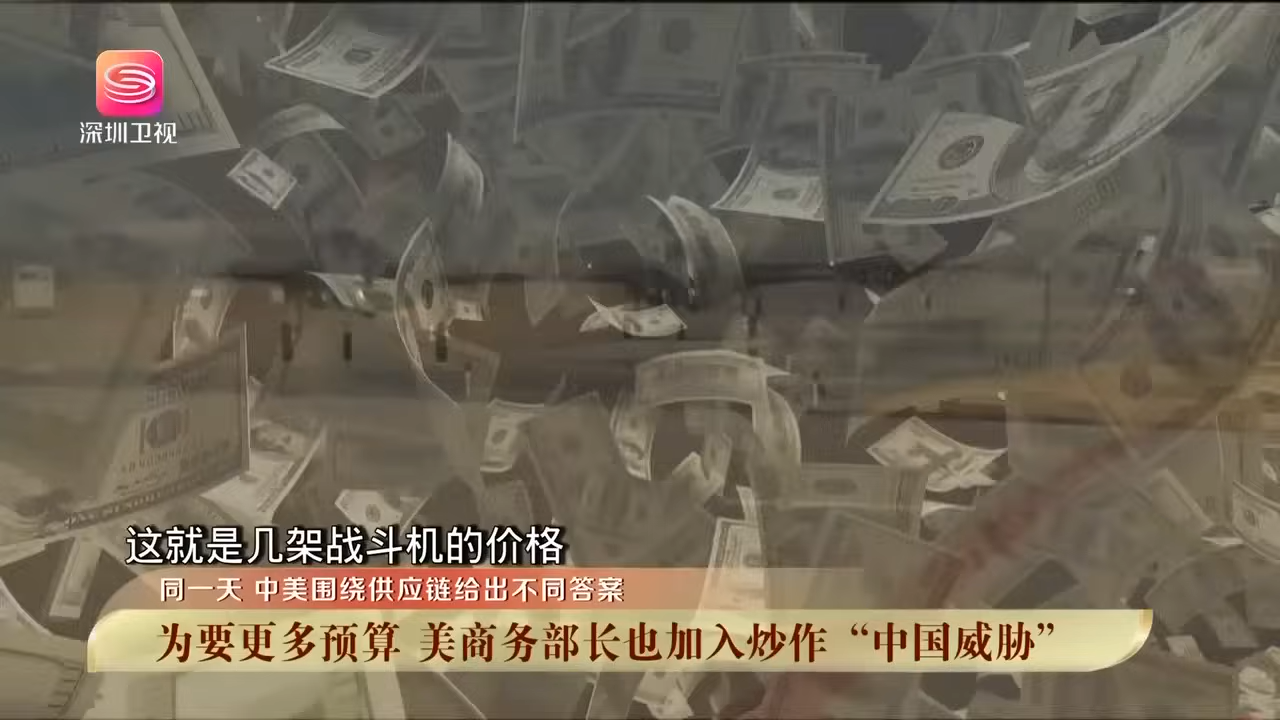 深圳卫视
这就是几架战斗机的价格
同一天 中美围绕供应链给出不同答案
为要更多预算 美商务部长也加入炒作“中国威胁”